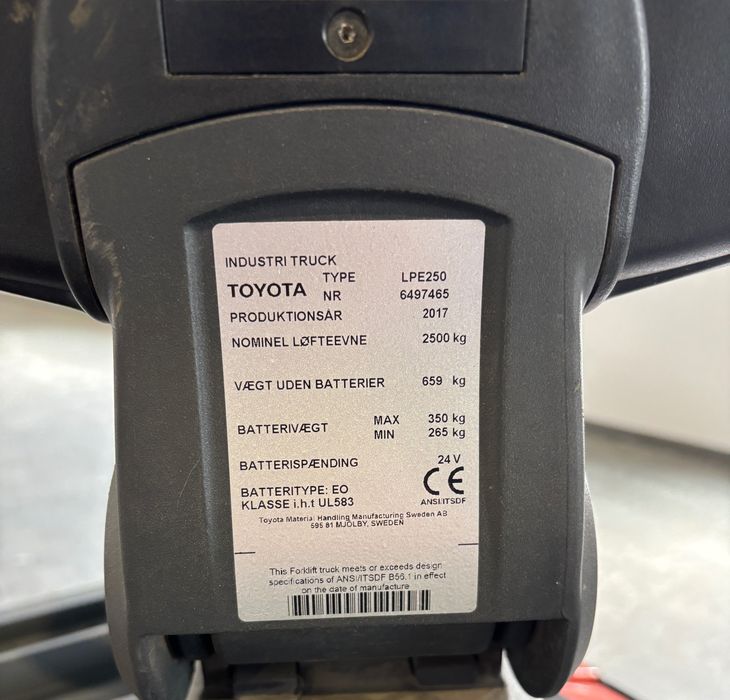 INDUSTRI TRUCK
TYPE LPE250
TOYOTA NR 6497465
PRODUKTIONSÅR 2017
NOMINEL LØFTEEVNE 2500 kg
VÆGT UDEN BATTERIER 659 kg
BATTERIVÆGT MAX 350 kg
MIN 265 kg
BATTERISPÆNDING 24 V
BATTERITYPE: EO CE
KLASSE i.h.t UL583 ANSI/ITSDF
Toyota Material Handling Manufacturing Sweden AB
595 81 MJÖLBY, SWEDEN
This Forklift truck meets or exceeds design
specifications of ANSI/ITSDF B56.1 in effect
on the date of manufacture